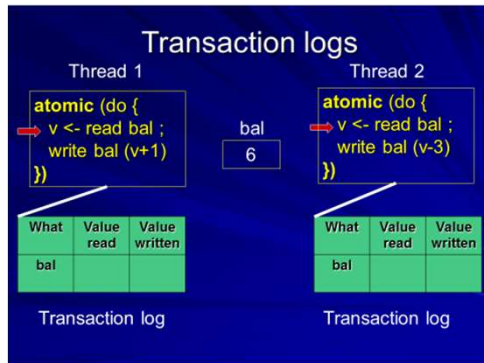 Transaction logs
Thread 1
atomic (do {
v <- read bal ;
write bal (v+1)
})
bal
6
Thread 2
atomic (do {
v <- read bal ;
write bal (v-3)
})
What Value read Value written
bal
Transaction log
What Value read Value written
bal
Transaction log